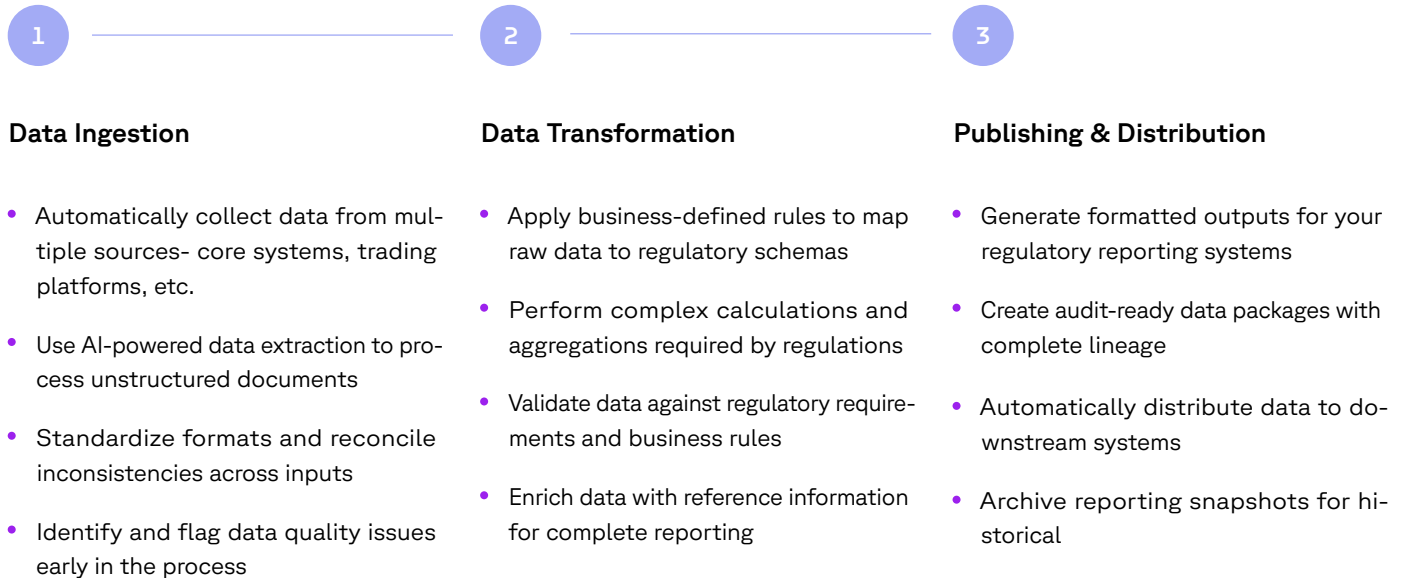 1
Data Ingestion
Automatically collect data from mul-
tiple sources- core systems, trading
platforms, etc.
Use AI-powered data extraction to pro-
cess unstructured documents
Standardize formats and reconcile
inconsistencies across inputs
Identify and flag data quality issues
early in the process
2
Data Transformation
Apply business-defined rules to map
raw data to regulatory schemas
Perform complex calculations and
aggregations required by regulations
Validate data against regulatory require-
ments and business rules
Enrich data with reference information
for complete reporting
3
Publishing & Distribution
Generate formatted outputs for your
regulatory reporting systems
Create audit-ready data packages with
complete lineage
Automatically distribute data to do-
wnstream systems
Archive reporting snapshots for hi-
storical